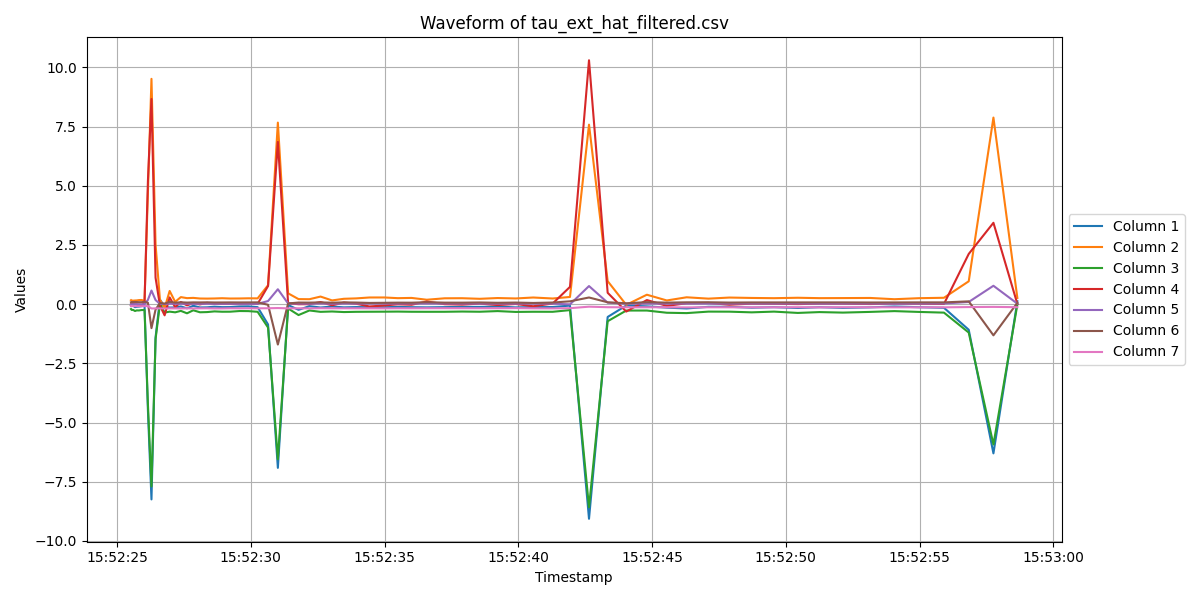 Waveform of tau_ext_hat_filtered.csv
Values
10.0
7.5
5.0
2.5
0.0
−2.5
−5.0
−7.5
−10.0
15:52:25 15:52:30 15:52:35 15:52:40 15:52:45 15:52:50 15:52:55 15:53:00
Timestamp
Column 1
Column 2
Column 3
Column 4
Column 5
Column 6
Column 7